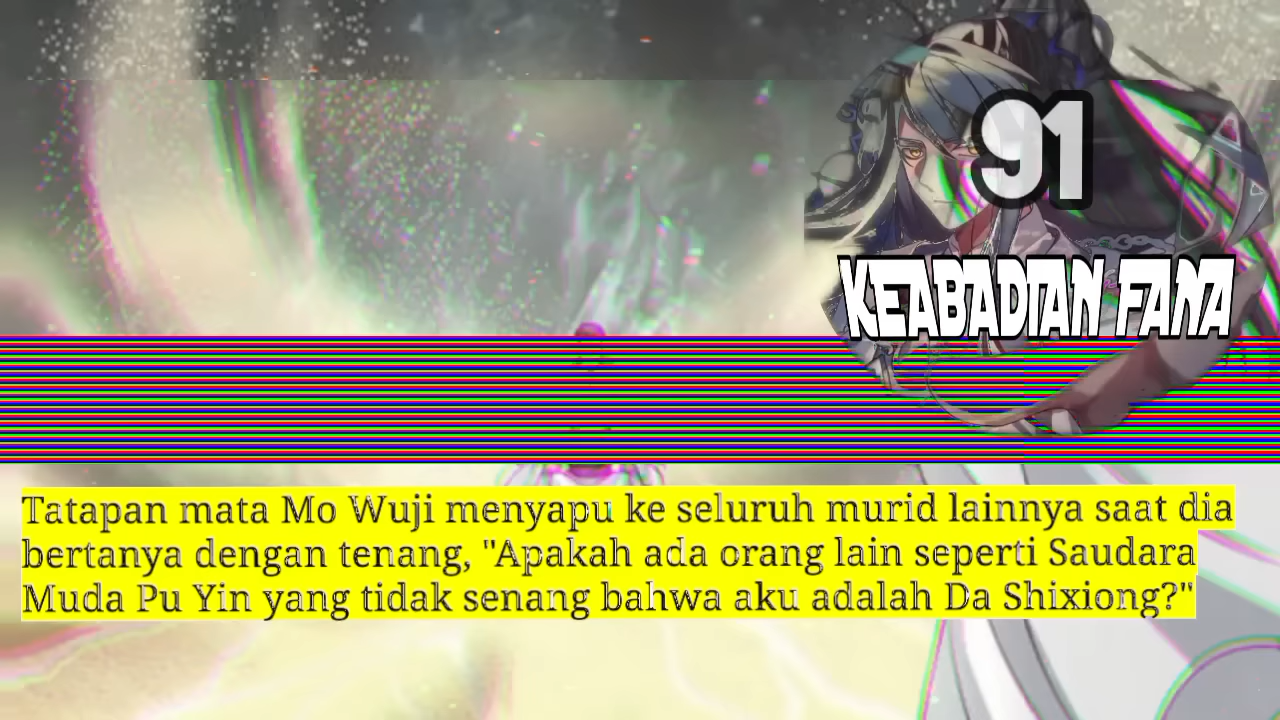 91
KEABADIAN FANA
Tatapan mata Mo Wuji menyapu ke seluruh murid lainnya saat dia
bertanya dengan tenang, "Apakah ada orang lain seperti Saudara
Muda Pu Yin yang tidak senang bahwa aku adalah Da Shixiong?"